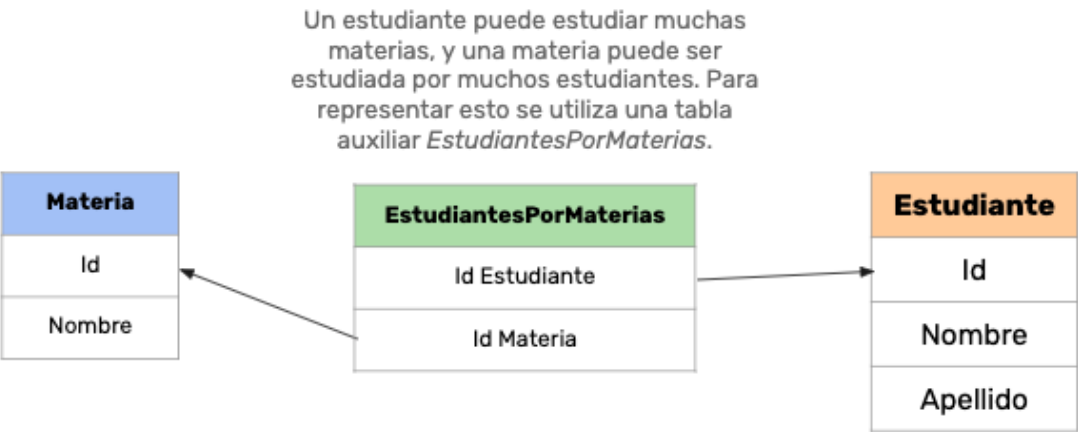 Un estudiante puede estudiar muchas
materias, y una materia puede ser
estudiada por muchos estudiantes. Para
representar esto se utiliza una tabla
auxiliar EstudiantesPorMaterias.
Materia
Id
Nombre
EstudiantesPorMaterias
Id Estudiante
Id Materia
Estudiante
Id
Nombre
Apellido